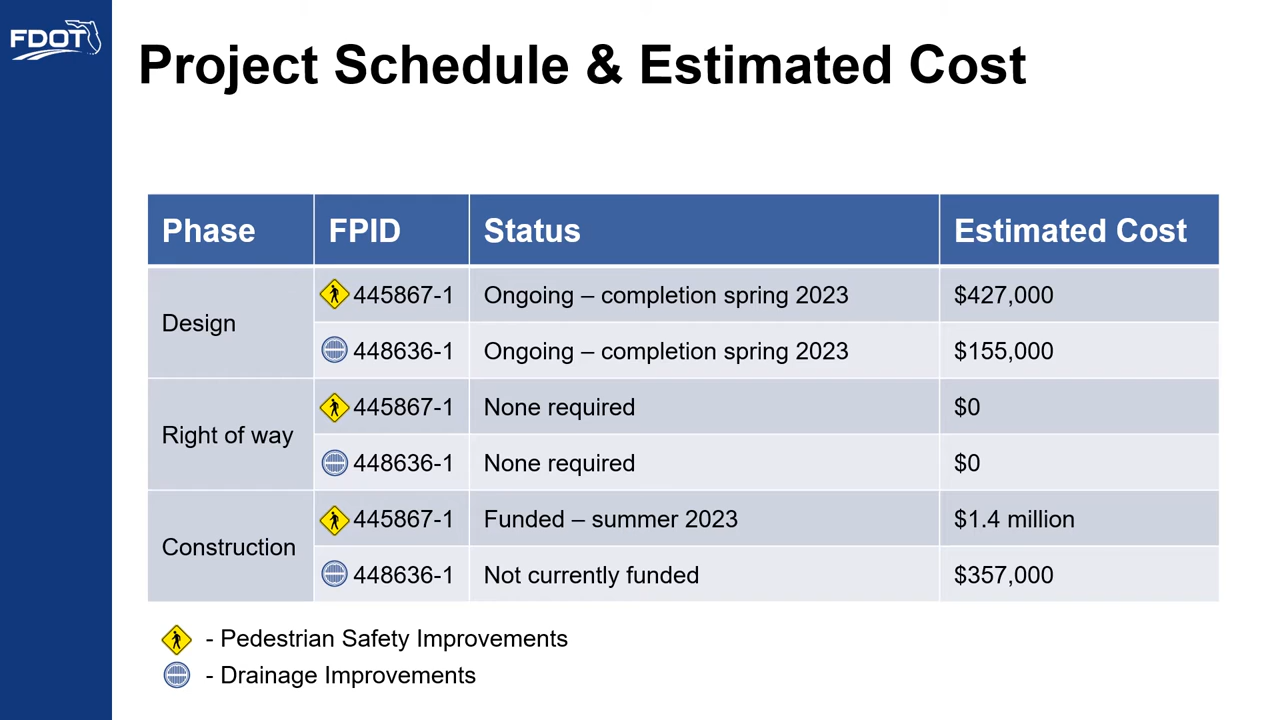 FDOT
Project Schedule & Estimated Cost
Phase FPID Status Estimated Cost
Design
445867-1 Ongoing – completion spring 2023 $427,000
448636-1 Ongoing – completion spring 2023 $155,000
Right of way
445867-1 None required $0
448636-1 None required $0
Construction
445867-1 Funded – summer 2023 $1.4 million
448636-1 Not currently funded $357,000
- Pedestrian Safety Improvements
- Drainage Improvements